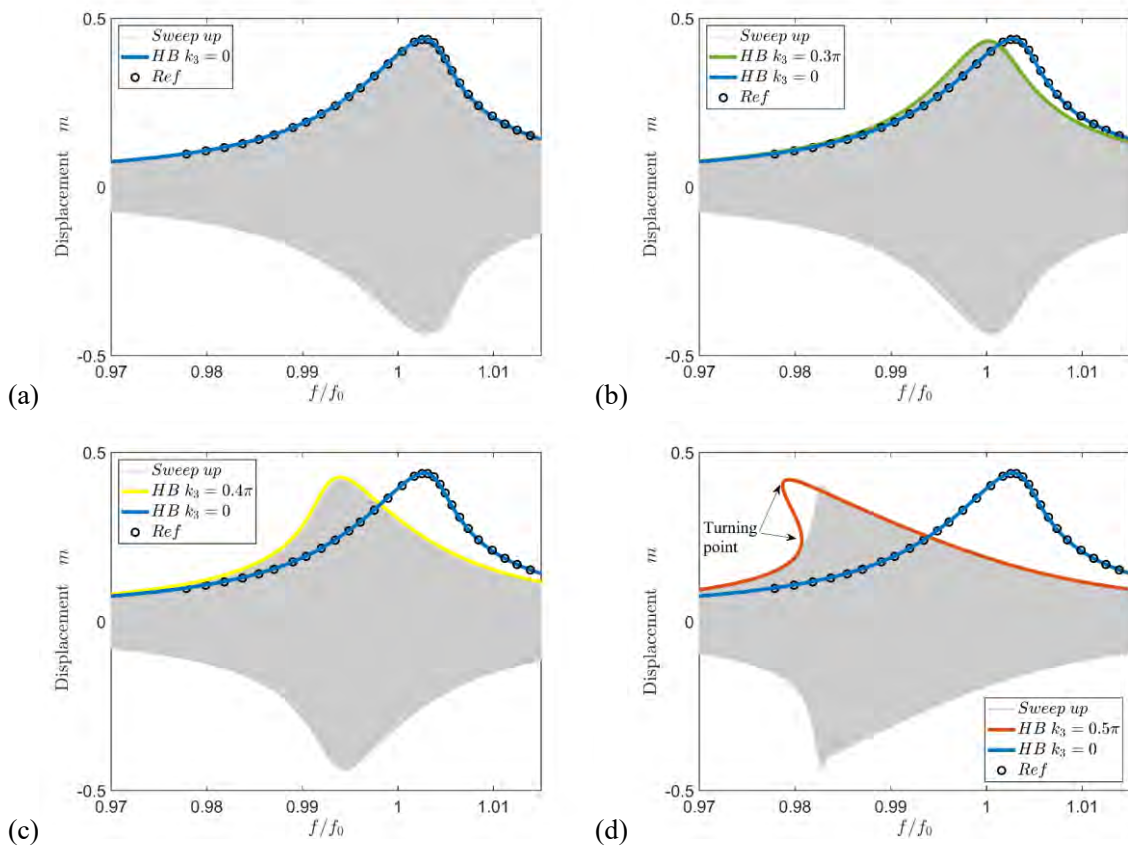 0.5
Sweep up
HB k₃ = 0
Ref
Displacement m
0
-0.5
0.97 0.98 0.99 1 1.01
f/f₀
(a)
0.5
Sweep up
HB k₃ = 0.3π
HB k₃ = 0
Ref
Displacement m
0
-0.5
0.97 0.98 0.99 1 1.01
f/f₀
(b)
0.5
Sweep up
HB k₃ = 0.4π
HB k₃ = 0
Ref
Displacement m
0
-0.5
0.97 0.98 0.99 1 1.01
f/f₀
(c)
0.5
Turning
point
Displacement m
0
Sweep up
HB k₃ = 0.5π
HB k₃ = 0
Ref
-0.5
0.97 0.98 0.99 1 1.01
f/f₀
(d)